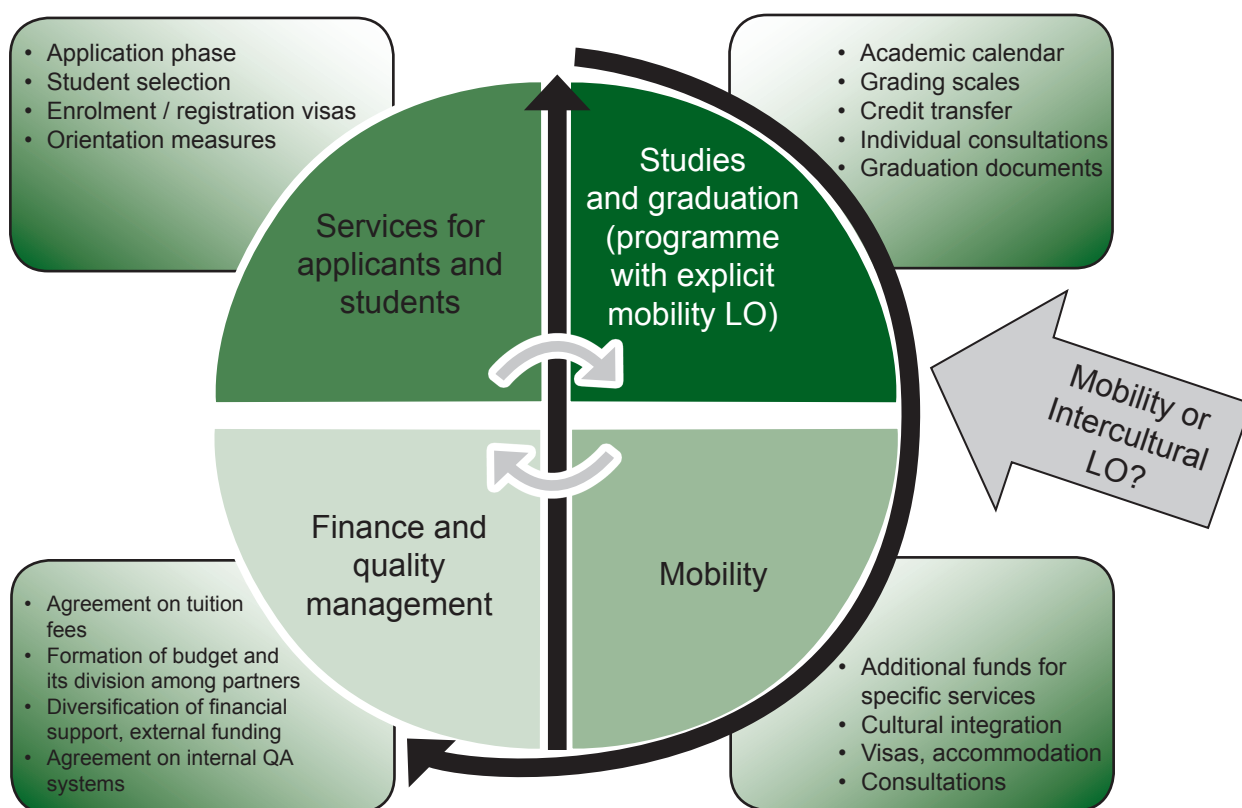 • Application phase
• Student selection
• Enrolment / registration visas
• Orientation measures
• Academic calendar
• Grading scales
• Credit transfer
• Individual consultations
• Graduation documents
Services for
applicants and
students
Studies
and graduation
(programme
with explicit
mobility LO)
Mobility or
Intercultural
LO?
Finance and
quality
management
Mobility
• Agreement on tuition
fees
• Formation of budget and
its division among partners
• Diversification of financial
support, external funding
• Agreement on internal QA
systems
• Additional funds for
specific services
• Cultural integration
• Visas, accommodation
• Consultations